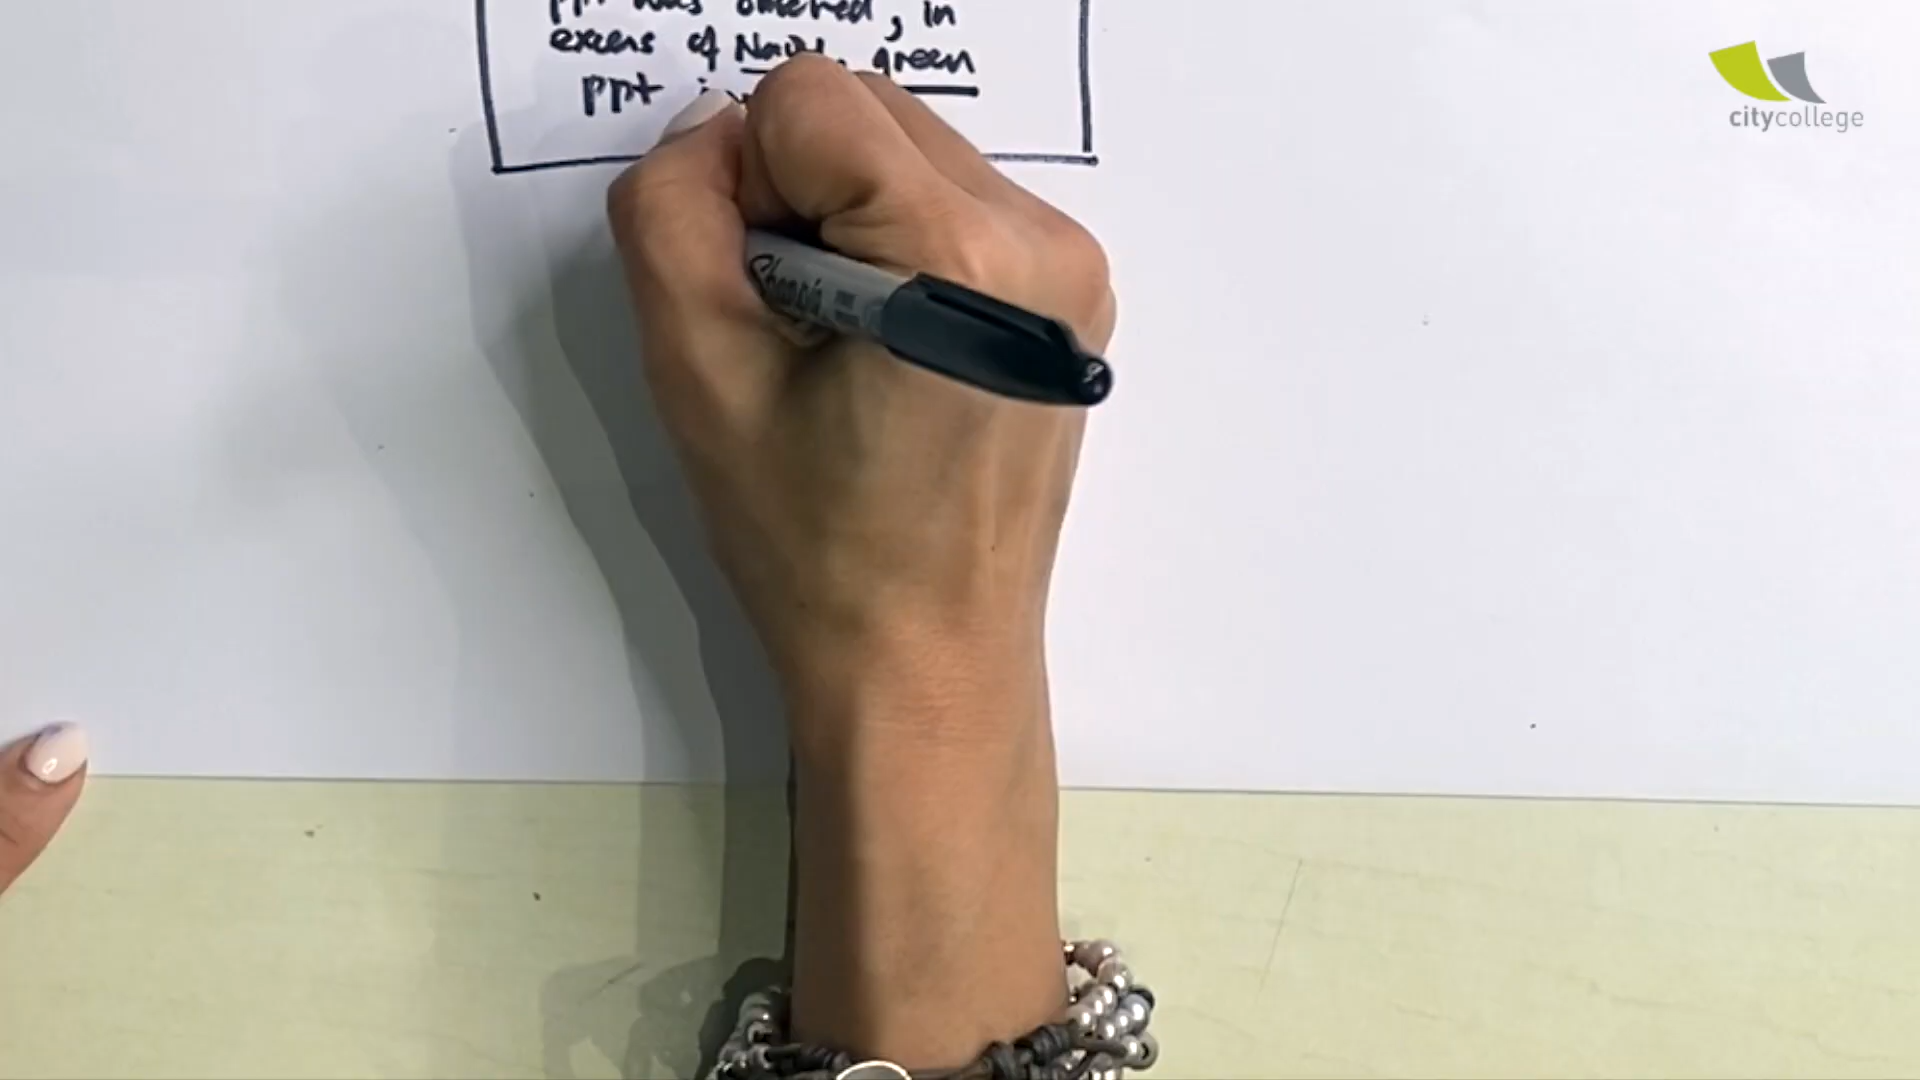 ppt was observed, in
excess of NaOH, green
ppt
Sharpie
citycollege